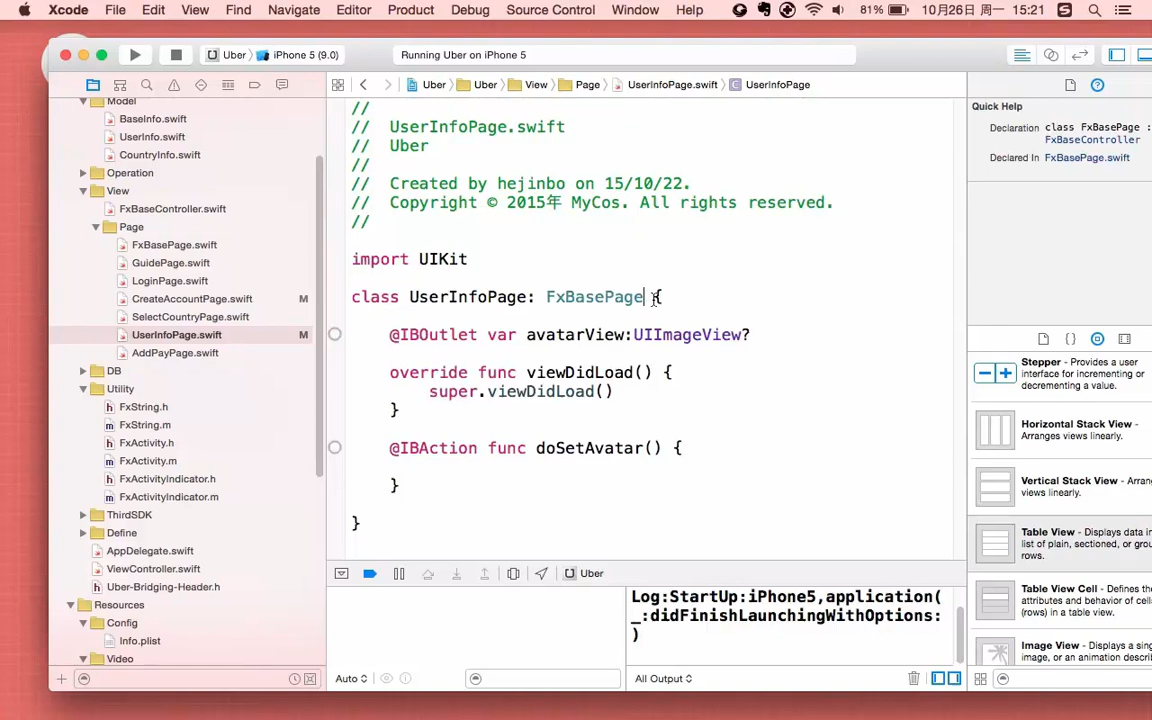 Xcode File Edit View Find Navigate Editor Product Debug Source Control Window Help 81% 10月26日 周一 15:21
Uber iPhone 5 (9.0) Running Uber on iPhone 5
Uber Uber View Page UserInfoPage.swift UserInfoPage
Model
BaseInfo.swift
UserInfo.swift
CountryInfo.swift
Operation
View
FxBaseController.swift
Page
FxBasePage.swift
GuidePage.swift
LoginPage.swift
CreateAccountPage.swift M
SelectCountryPage.swift
UserInfoPage.swift M
AddPayPage.swift
DB
Utility
FxString.h
FxString.m
FxActivity.h
FxActivity.m
FxActivityIndicator.h
FxActivityIndicator.m
ThirdSDK
Define
AppDelegate.swift
ViewController.swift
Uber-Bridging-Header.h
Resources
Config
Info.plist
Video
//
// UserInfoPage.swift
// Uber
//
// Created by hejinbo on 15/10/22.
// Copyright © 2015年 MyCos. All rights reserved.
//
import UIKit
class UserInfoPage: FxBasePage {
@IBOutlet var avatarView:UIImageView?
override func viewDidLoad() {
super.viewDidLoad()
}
@IBAction func doSetAvatar() {
}
}
Uber
Log:StartUp:iPhone5,application(
_:didFinishLaunchingWithOptions:
)
Auto
All Output
Quick Help
Declaration class FxBasePage :
FxBaseController
Declared In FxBasePage.swift
Stepper - Provides a user
interface for incrementing or
decrementing a value.
Horizontal Stack View -
Arranges views linearly.
Vertical Stack View - Arran
views linearly.
Table View - Displays data in
list of plain, sectioned, or grou
rows.
Table View Cell - Defines the
attributes and behavior of cells
(rows) in a table view.
Image View - Displays a sing
image, or an animation describ